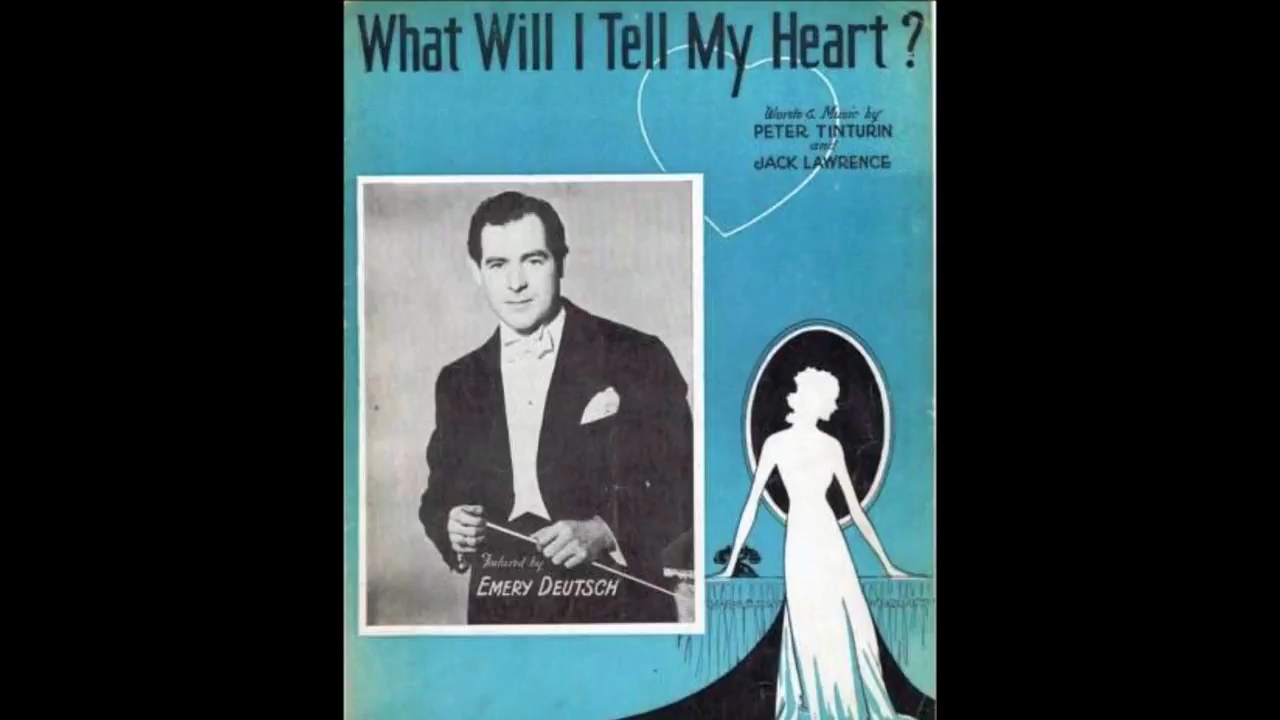 What Will I Tell My Heart?
Words & Music by
PETER TINTURIN
and
JACK LAWRENCE
Featured by
EMERY DEUTSCH